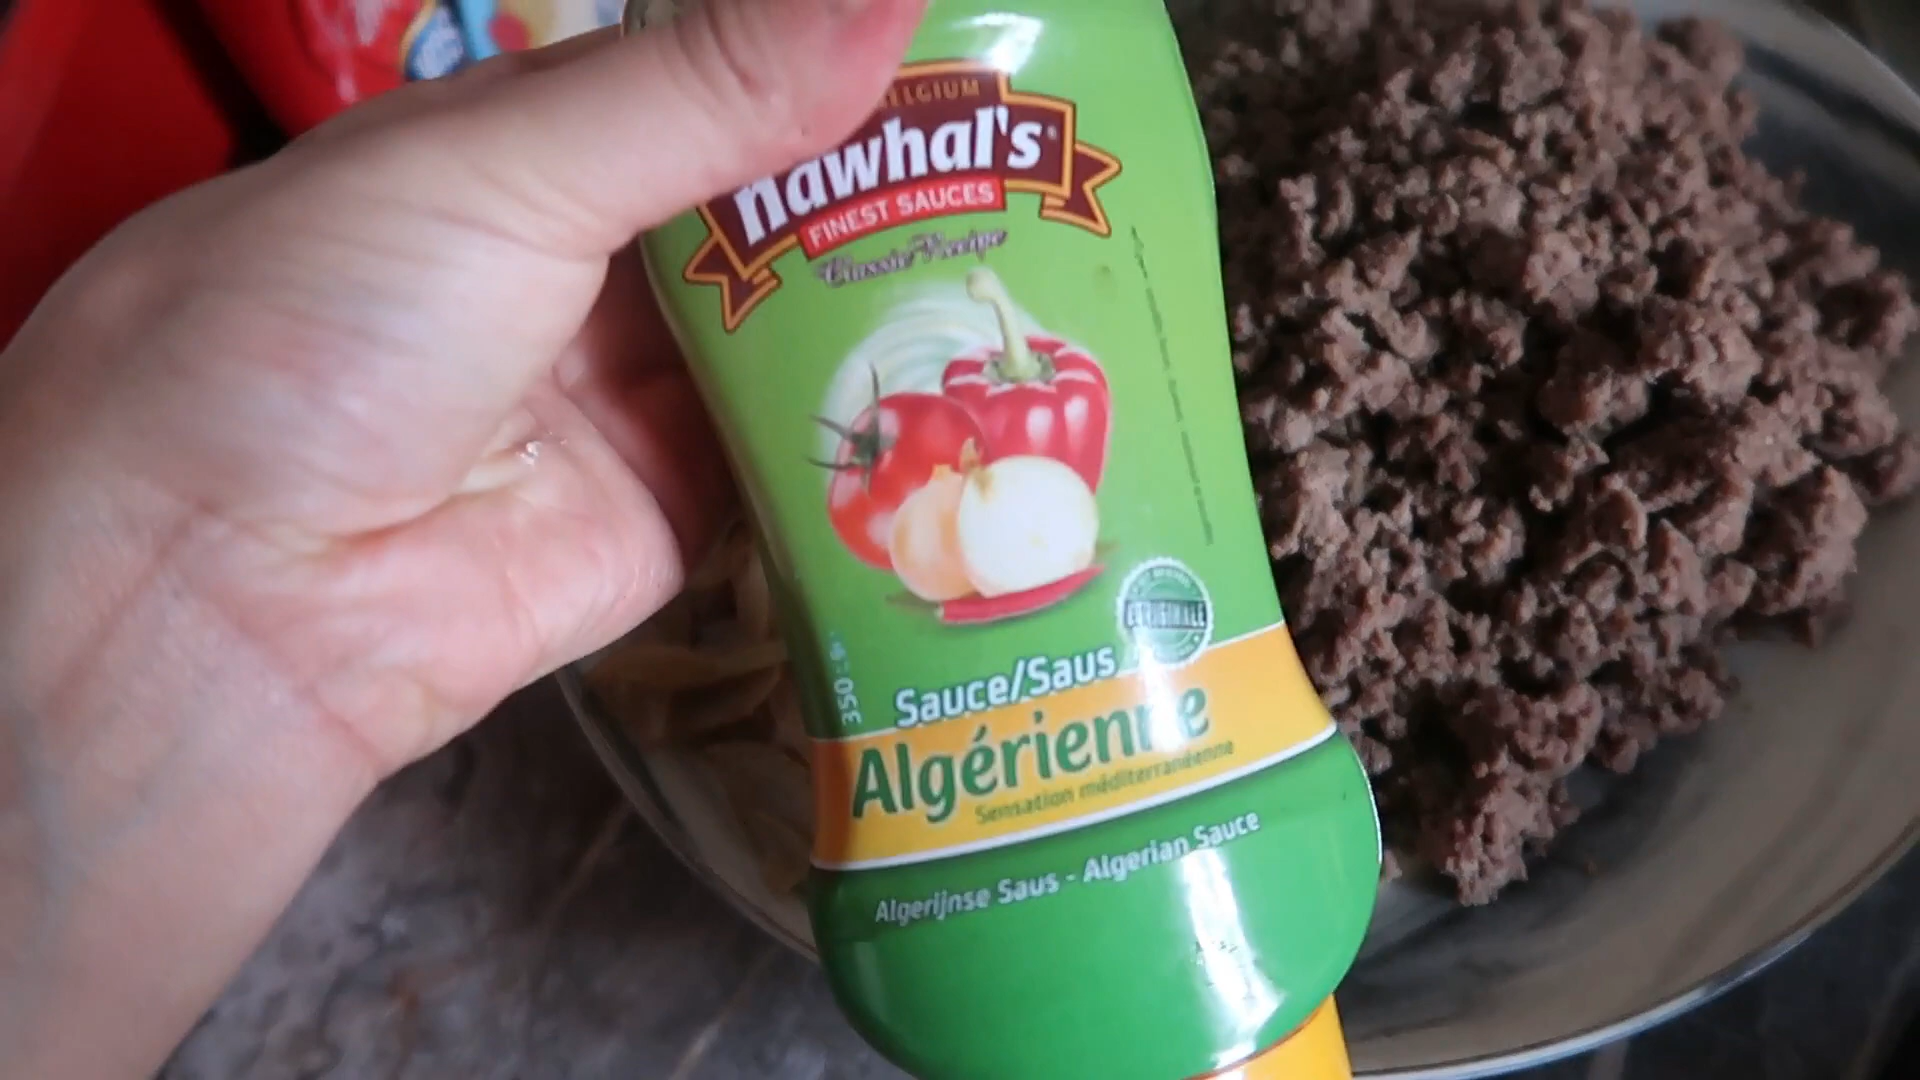 BELGIUM
nawhal's
FINEST SAUCES
Classic Recipe
L'ORIGINALE
350
Sauce/Saus
Algérienne
Sensation méditerranéenne
Algerijnse Saus - Algerian Sauce